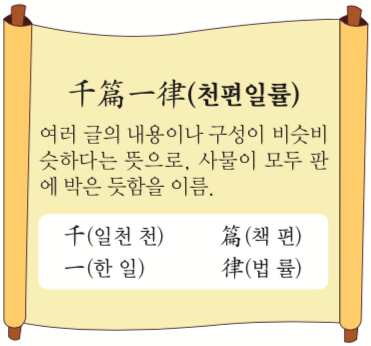 千篇一律(천편일률)
여러 글의 내용이나 구성이 비슷비
슷하다는 뜻으로, 사물이 모두 판
에 박은 듯함을 이름.
千(일천 천) 篇(책 편)
一(한 일) 律(법 률)